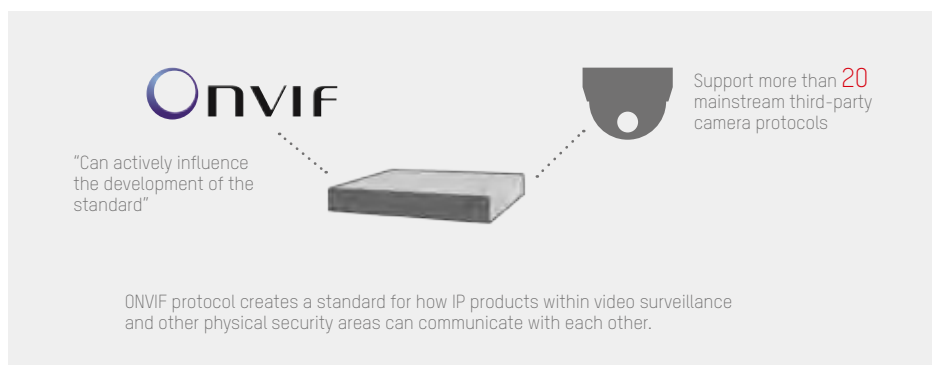 ONVIF
Support more than 20
mainstream third-party
camera protocols
"Can actively influence
the development of the
standard"
ONVIF protocol creates a standard for how IP products within video surveillance
and other physical security areas can communicate with each other.